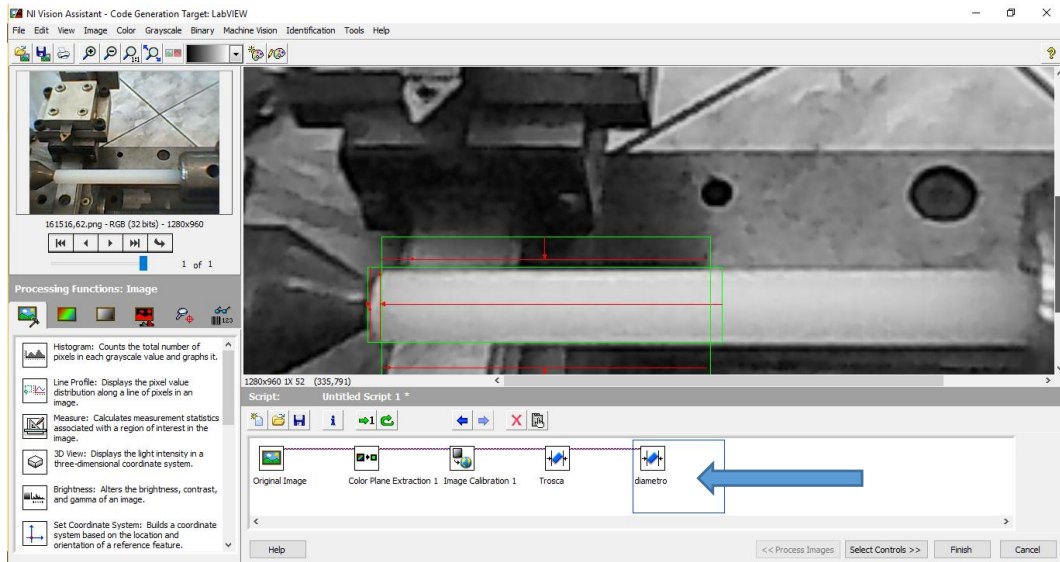 NI Vision Assistant - Code Generation Target: LabVIEW
File Edit View Image Color Grayscale Binary Machine Vision Identification Tools Help
1:1
161516,62.png - RGB (32 bits) - 1280x960
1 of 1
Processing Functions: Image
123
Histogram: Counts the total number of
pixels in each grayscale value and graphs it.
Line Profile: Displays the pixel value
distribution along a line of pixels in an
image.
Measure: Calculates measurement statistics
associated with a region of interest in the
image.
3D View: Displays the light intensity in a
three-dimensional coordinate system.
Brightness: Alters the brightness, contrast,
and gamma of an image.
Set Coordinate System: Builds a coordinate
system based on the location and
orientation of a reference feature.
1280x960 1X 52 (335,791)
Script: Untitled Script 1 *
1
Original Image
Color Plane Extraction 1
Image Calibration 1
Trosca
diametro
Help
<< Process Images
Select Controls >>
Finish
Cancel